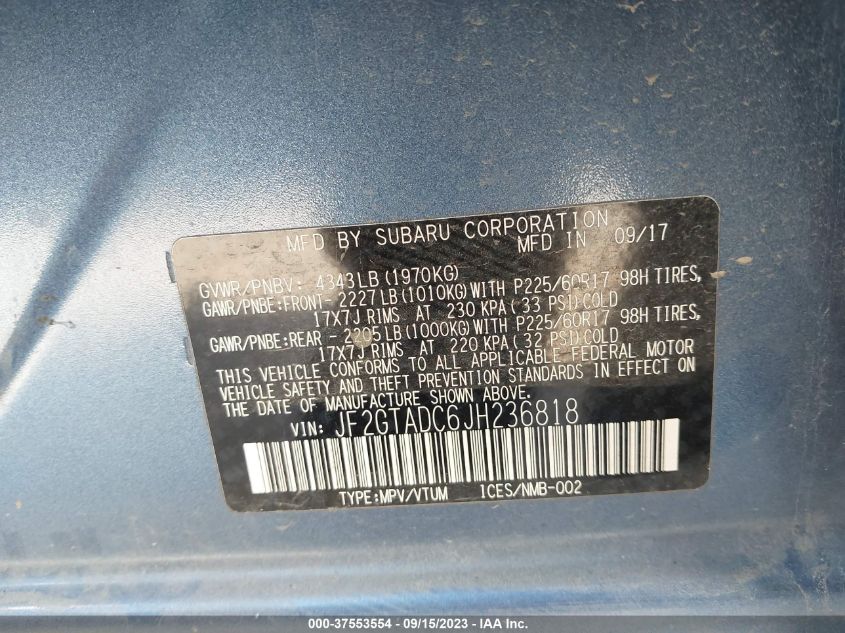 MFD BY SUBARU CORPORATION
MFD IN 09/17
GVWR/PNBV: 4343LB(1970KG)
GAWR/PNBE:FRONT- 2227LB(1010KG)WITH P225/60R17 98H TIRES,
17X7J RIMS AT 230 KPA(33 PSI)COLD
GAWR/PNBE:REAR - 2205LB(1000KG)WITH P225/60R17 98H TIRES,
17X7J RIMS AT 220 KPA(32 PSI)COLD
THIS VEHICLE CONFORMS TO ALL APPLICABLE FEDERAL MOTOR
VEHICLE SAFETY AND THEFT PREVENTION STANDARDS IN EFFECT ON
THE DATE OF MANUFACTURE SHOWN ABOVE.
VIN: JF2GTADC6JH236818
TYPE:MPV/VTUM ICES/NMB-002
000-37553554 - 09/15/2023 - © IAA, Inc.